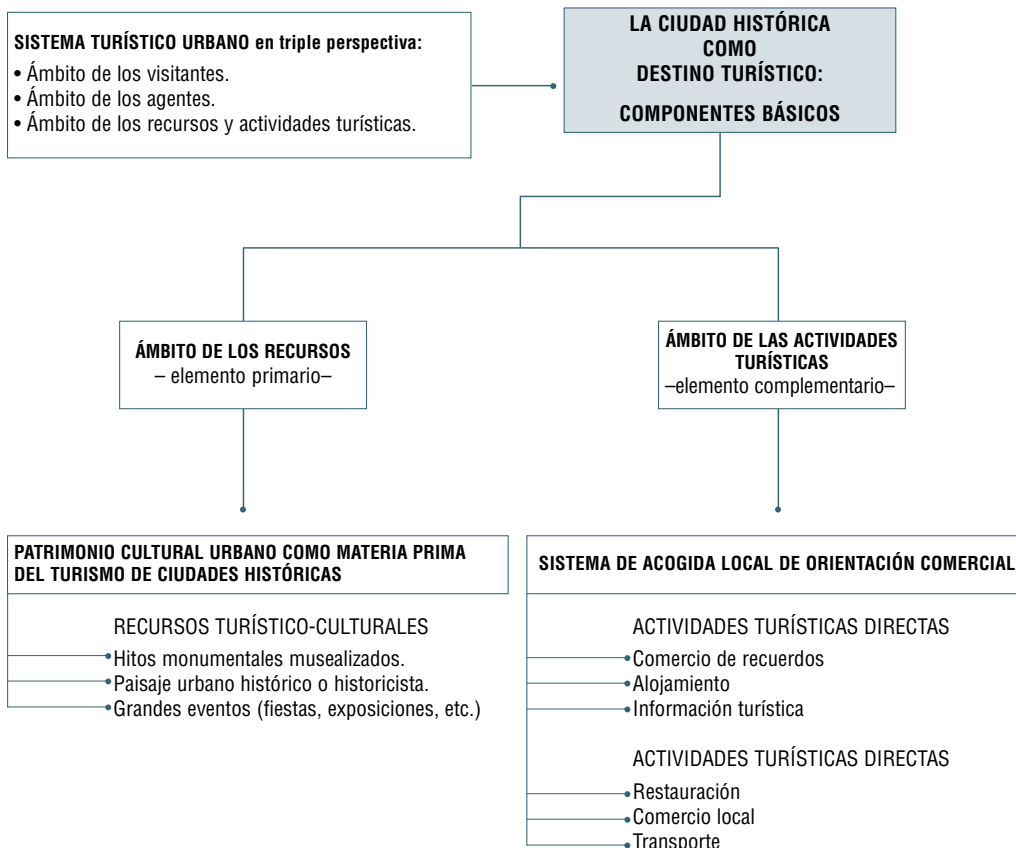 SISTEMA TURÍSTICO URBANO en triple perspectiva:
• Ámbito de los visitantes.
• Ámbito de los agentes.
• Ámbito de los recursos y actividades turísticas.
LA CIUDAD HISTÓRICA
COMO
DESTINO TURÍSTICO:
COMPONENTES BÁSICOS
ÁMBITO DE LOS RECURSOS
– elemento primario–
ÁMBITO DE LAS ACTIVIDADES
TURÍSTICAS
–elemento complementario–
PATRIMONIO CULTURAL URBANO COMO MATERIA PRIMA
DEL TURISMO DE CIUDADES HISTÓRICAS
RECURSOS TURÍSTICO-CULTURALES
Hitos monumentales musealizados.
Paisaje urbano histórico o historicista.
Grandes eventos (fiestas, exposiciones, etc.)
SISTEMA DE ACOGIDA LOCAL DE ORIENTACIÓN COMERCIAL
ACTIVIDADES TURÍSTICAS DIRECTAS
Comercio de recuerdos
Alojamiento
Información turística
ACTIVIDADES TURÍSTICAS DIRECTAS
Restauración
Comercio local
Transporte